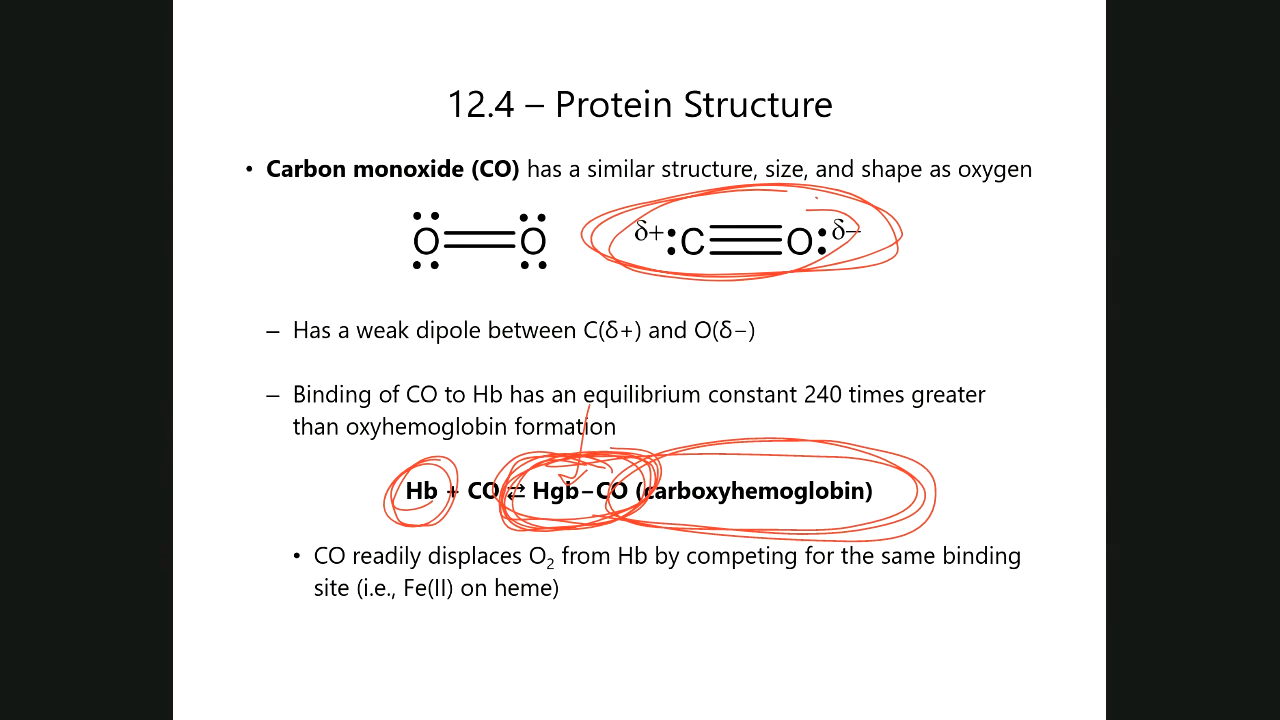 12.4 – Protein Structure
• Carbon monoxide (CO) has a similar structure, size, and shape as oxygen
O O δ+ :C O: δ−
– Has a weak dipole between C(δ+) and O(δ−)
– Binding of CO to Hb has an equilibrium constant 240 times greater
than oxyhemoglobin formation
Hb + CO ⇄ Hgb–CO (carboxyhemoglobin)
• CO readily displaces O₂ from Hb by competing for the same binding
site (i.e., Fe(II) on heme)